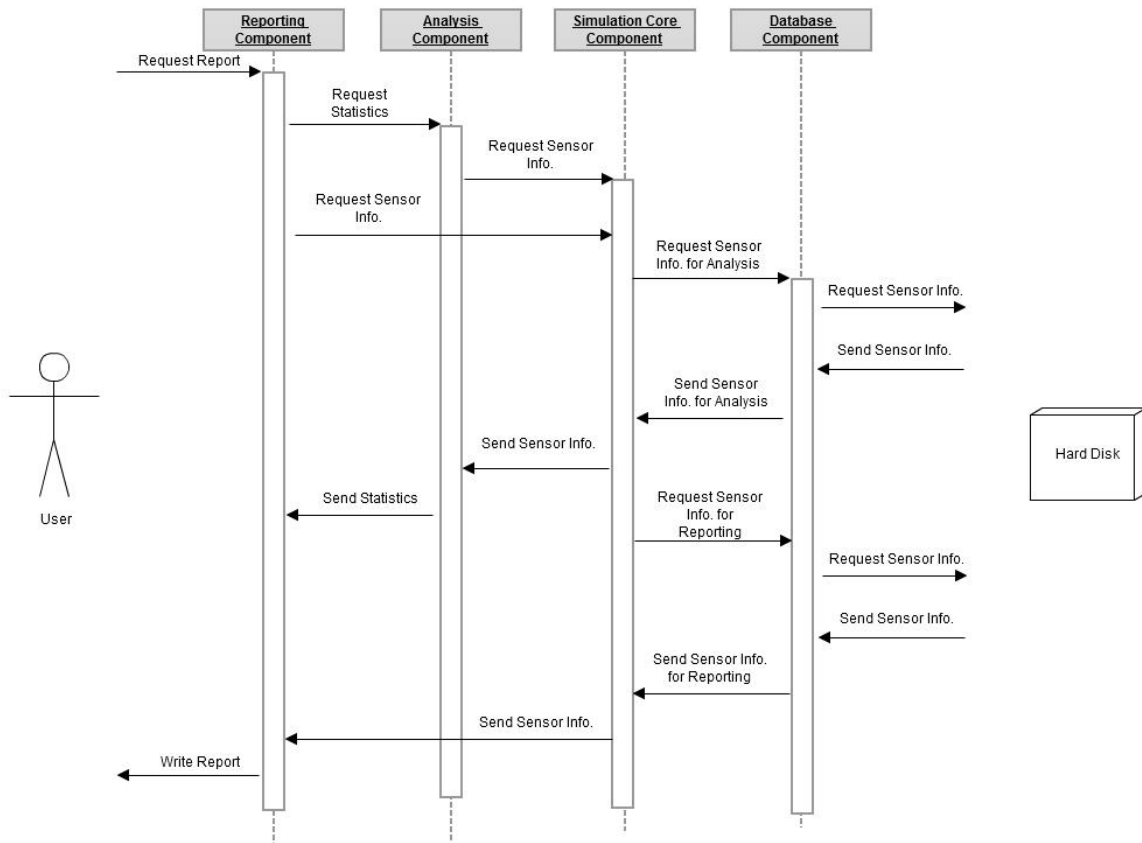 Reporting
Component
Analysis
Component
Simulation Core
Component
Database
Component
Request Report
Request
Statistics
Request Sensor
Info.
Request Sensor
Info.
Request Sensor
Info. for Analysis
Request Sensor Info.
Send Sensor Info.
Send Sensor
Info. for Analysis
Send Sensor Info.
Hard Disk
Send Statistics
Request Sensor
Info. for
Reporting
User
Request Sensor Info.
Send Sensor Info.
Send Sensor Info.
for Reporting
Send Sensor Info.
Write Report